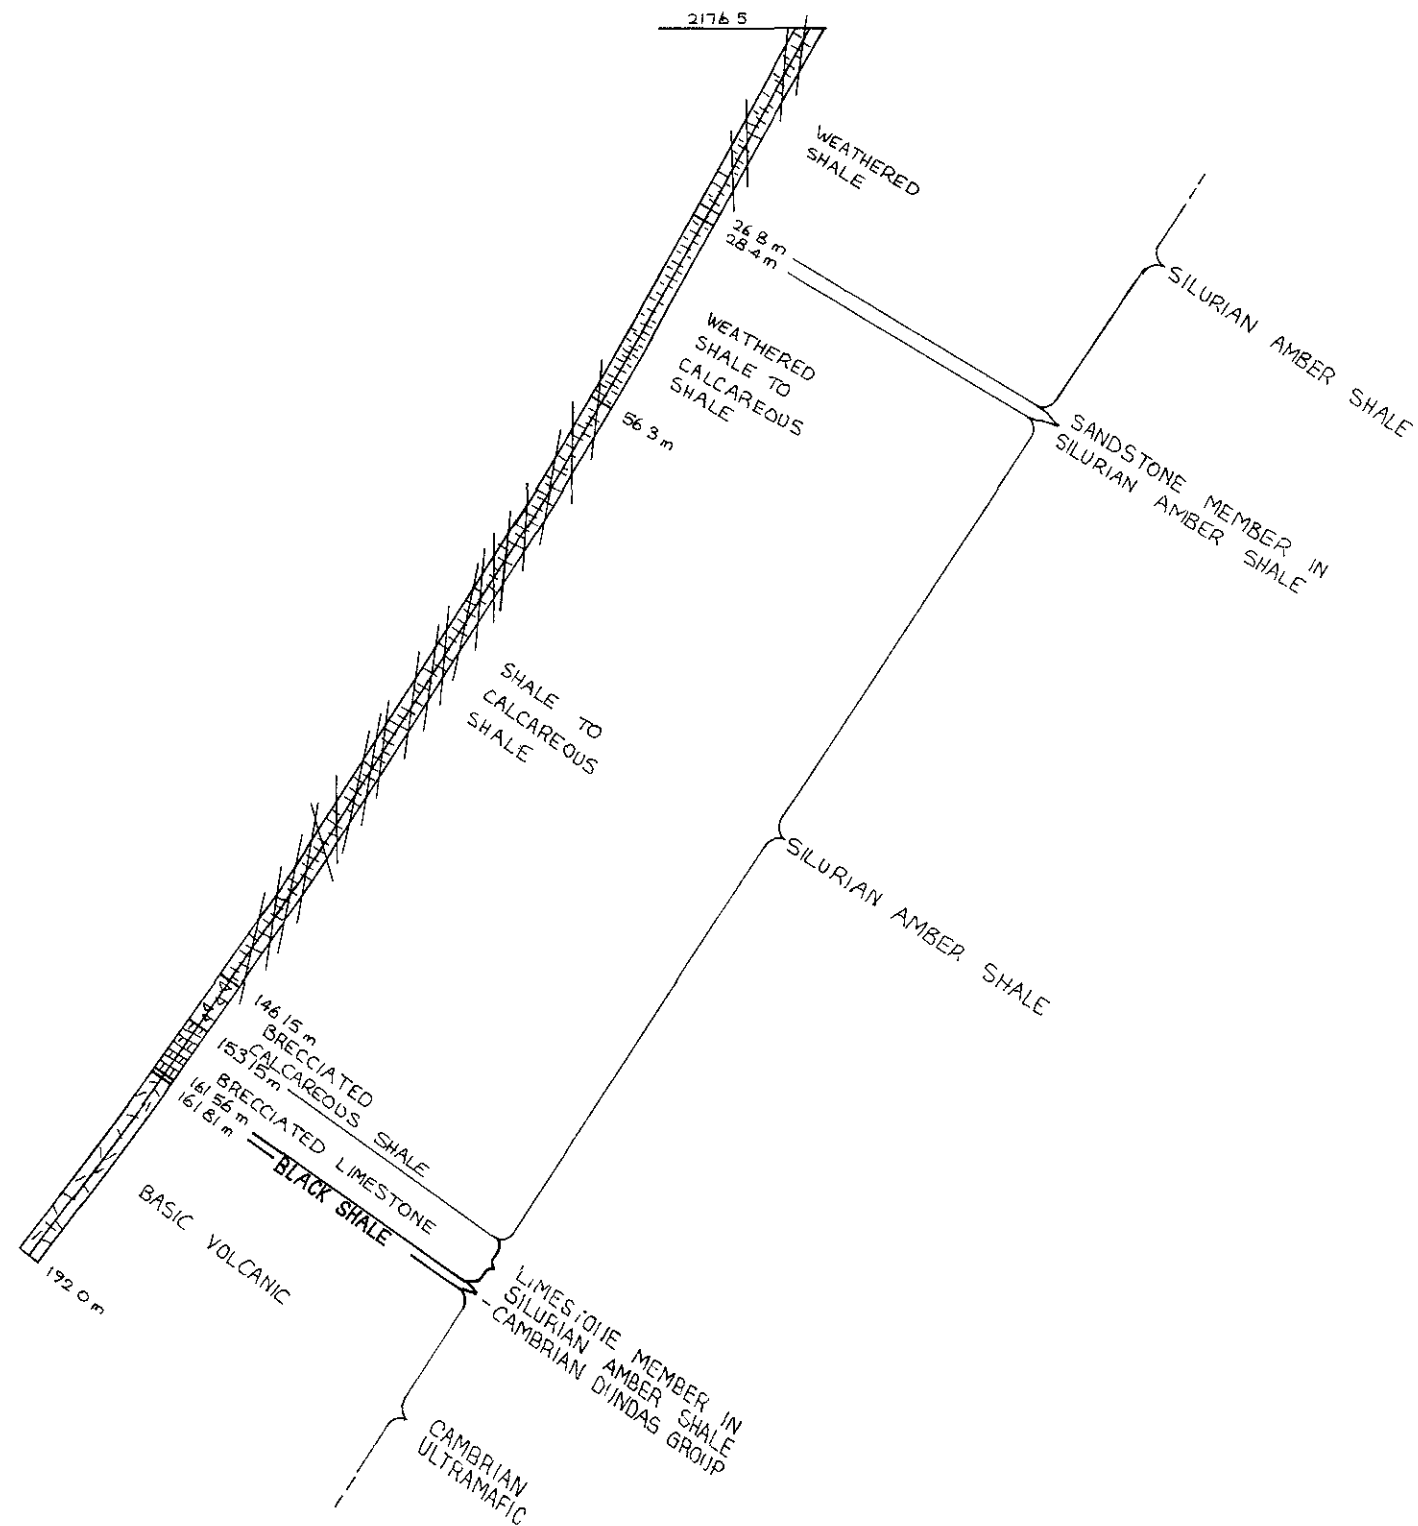 2176 5
WEATHERED
SHALE
26 8 m
28.4 m
SILURIAN AMBER SHALE
WEATHERED
SHALE TO
CALCAREOUS
SHALE
56 3 m
SANDSTONE MEMBER IN
SILURIAN AMBER SHALE
SHALE TO
CALCAREOUS
SHALE
SILURIAN AMBER SHALE
146 15 m
BRECCIATED
CALCAREOUS SHALE
153 15 m
BRECCIATED LIMESTONE
161 56 m
161 81 m
BLACK SHALE
BASIC VOLCANIC
192 0 m
LIMESTONE MEMBER IN
SILURIAN AMBER SHALE
-CAMBRIAN DUNDAS GROUP
CAMBRIAN
ULTRAMAFIC